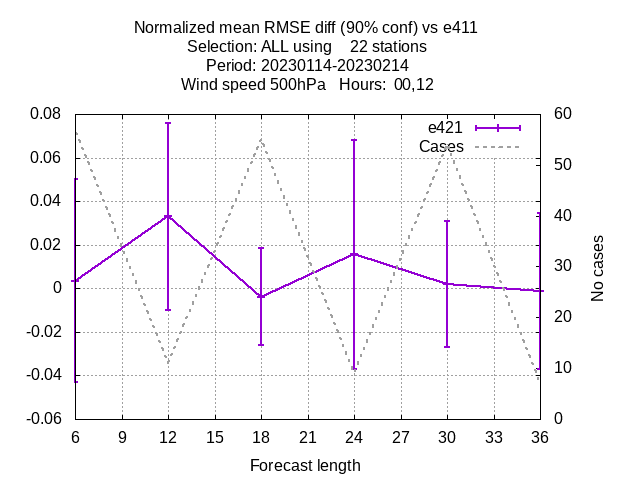 Normalized mean RMSE diff (90% conf) vs e411
Selection: ALL using    22 stations
Period: 20230114-20230214
Wind speed 500hPa   Hours:  00,12
0.08
0.06
0.04
0.02
0
-0.02
-0.04
-0.06
e421
Cases
60
50
40
30
20
10
0
No cases
6 9 12 15 18 21 24 27 30 33 36
Forecast length